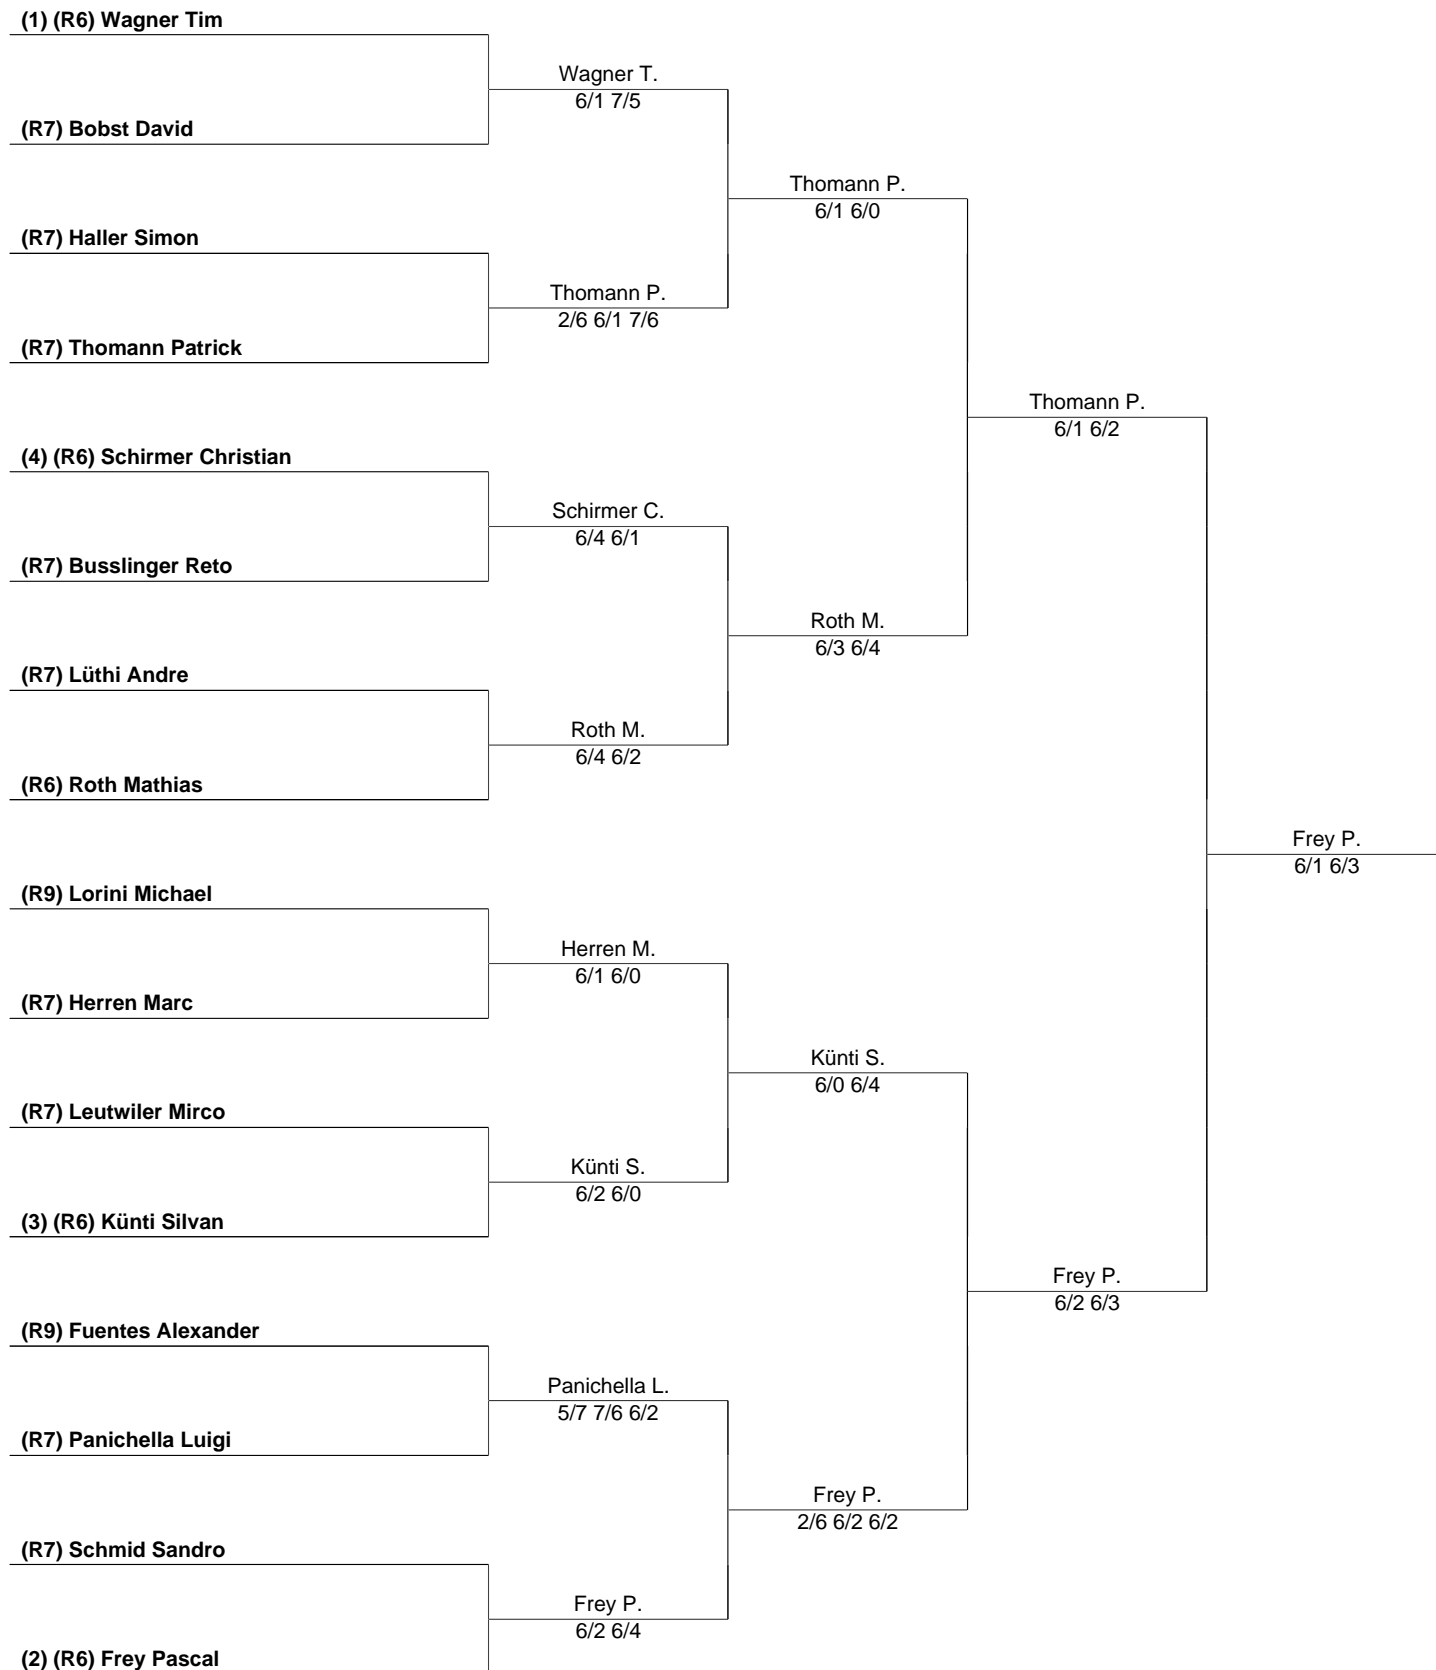 (1) (R6) Wagner Tim
Wagner T.
6/1 7/5
(R7) Bobst David
Thomann P.
6/1 6/0
(R7) Haller Simon
Thomann P.
2/6 6/1 7/6
(R7) Thomann Patrick
Thomann P.
6/1 6/2
(4) (R6) Schirmer Christian
Schirmer C.
6/4 6/1
(R7) Busslinger Reto
Roth M.
6/3 6/4
(R7) Lüthi Andre
Roth M.
6/4 6/2
(R6) Roth Mathias
Frey P.
6/1 6/3
(R9) Lorini Michael
Herren M.
6/1 6/0
(R7) Herren Marc
Künti S.
6/0 6/4
(R7) Leutwiler Mirco
Künti S.
6/2 6/0
(3) (R6) Künti Silvan
Frey P.
6/2 6/3
(R9) Fuentes Alexander
Panichella L.
5/7 7/6 6/2
(R7) Panichella Luigi
Frey P.
2/6 6/2 6/2
(R7) Schmid Sandro
Frey P.
6/2 6/4
(2) (R6) Frey Pascal